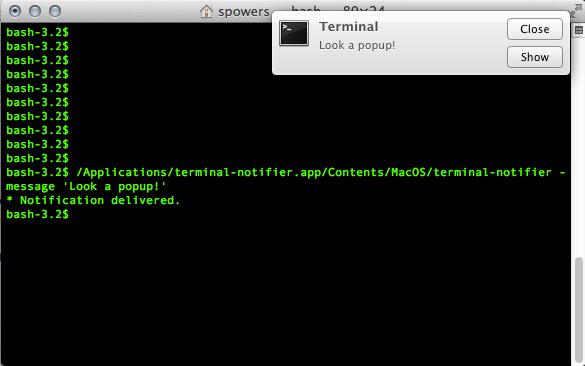 spowers — bash — 80×24
Terminal
Look a popup!
Close
Show
bash-3.2$
bash-3.2$
bash-3.2$
bash-3.2$
bash-3.2$
bash-3.2$
bash-3.2$
bash-3.2$
bash-3.2$
bash-3.2$
bash-3.2$ /Applications/terminal-notifier.app/Contents/MacOS/terminal-notifier -
message 'Look a popup!'
* Notification delivered.
bash-3.2$